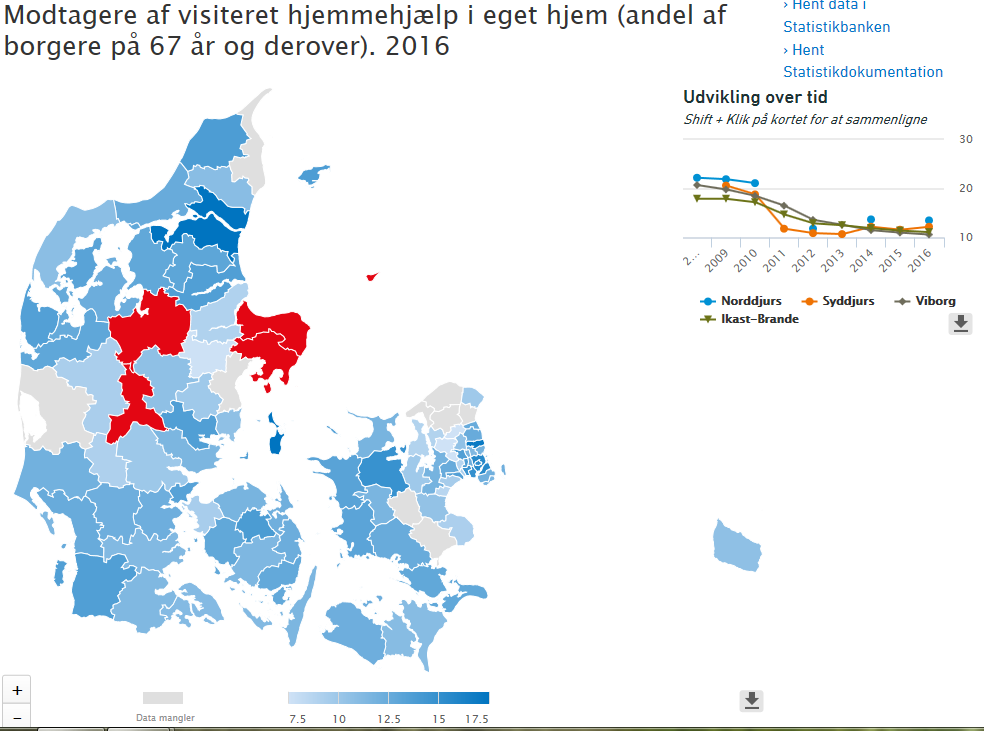 Modtagere af visiteret hjemmehjælp i eget hjem (andel af
borgere på 67 år og derover). 2016
› Hent data i
Statistikbanken
› Hent
Statistikdokumentation
Udvikling over tid
Shift + Klik på kortet for at sammenligne
30
20
10
2...
2009
2010
2011
2012
2013
2014
2015
2016
Norddjurs
Syddjurs
Viborg
Ikast-Brande
+
−
Data mangler
7.5
10
12.5
15
17.5